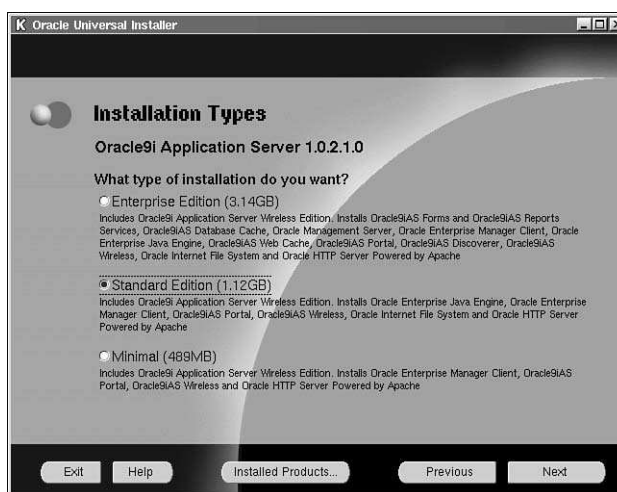 K Oracle Universal Installer
Installation Types
Oracle9i Application Server 1.0.2.1.0
What type of installation do you want?
Enterprise Edition (3.14GB)
Includes Oracle9i Application Server Wireless Edition. Installs Oracle9iAS Forms and Oracle9iAS Reports
Services, Oracle9iAS Database Cache, Oracle Management Server, Oracle Enterprise Manager Client, Oracle
Enterprise Java Engine, Oracle9iAS Web Cache, Oracle9iAS Portal, Oracle9iAS Discoverer, Oracle9iAS
Wireless, Oracle Internet File System and Oracle HTTP Server Powered by Apache
Standard Edition (1.12GB)
Includes Oracle9i Application Server Wireless Edition. Installs Oracle Enterprise Java Engine, Oracle Enterprise
Manager Client, Oracle9iAS Portal, Oracle9iAS Wireless, Oracle Internet File System and Oracle HTTP Server
Powered by Apache
Minimal (489MB)
Includes Oracle9i Application Server Wireless Edition. Installs Oracle Enterprise Manager Client, Oracle9iAS
Portal, Oracle9iAS Wireless and Oracle HTTP Server Powered by Apache
Exit Help Installed Products... Previous Next